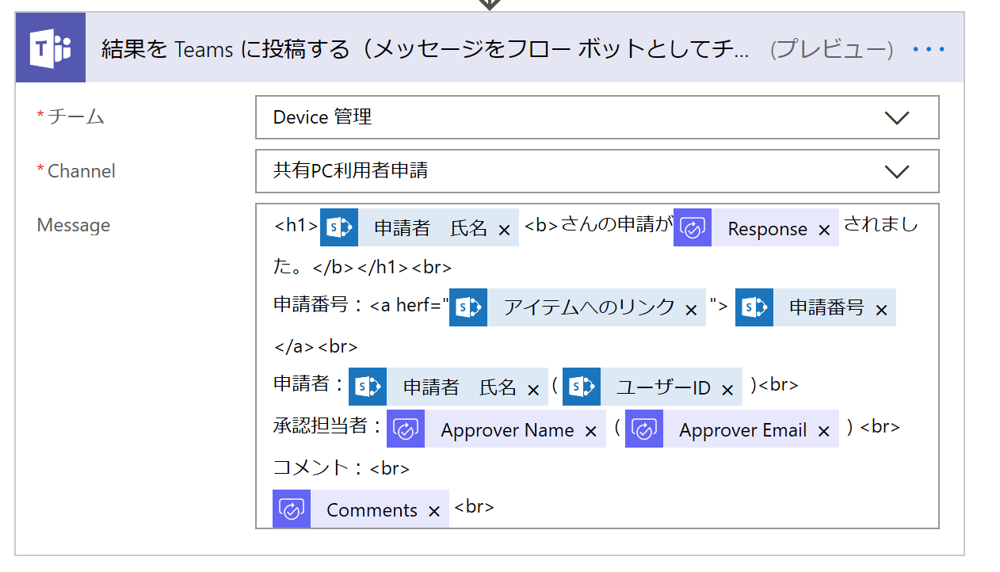 結果を Teams に投稿する（メッセージをフロー ボットとしてチ... (プレビュー) ...
*チーム Device 管理
*Channel 共有PC利用者申請
Message <h1> 申請者　氏名 × <b>さんの申請が Response × されまし
た。</b></h1><br>
申請番号：<a herf=" アイテムへのリンク × "> 申請番号 ×
</a><br>
申請者： 申請者　氏名 × ( ユーザーID × )<br>
承認担当者： Approver Name × ( Approver Email × ) <br>
コメント：<br>
Comments × <br>